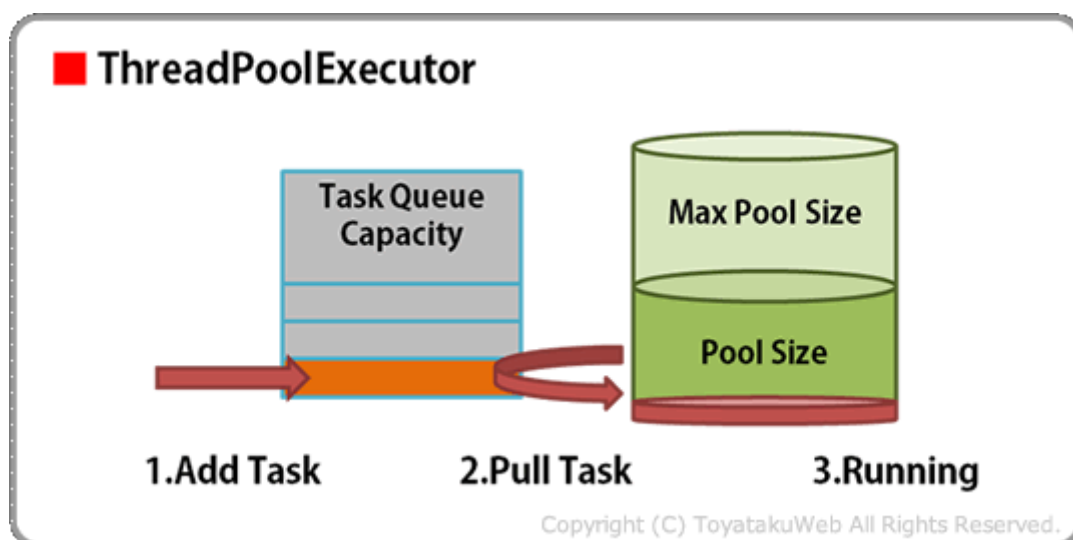 ThreadPoolExecutor
Task Queue
Capacity
Max Pool Size
Pool Size
1.Add Task
2.Pull Task
3.Running
Copyright (C) ToyatakuWeb All Rights Reserved.